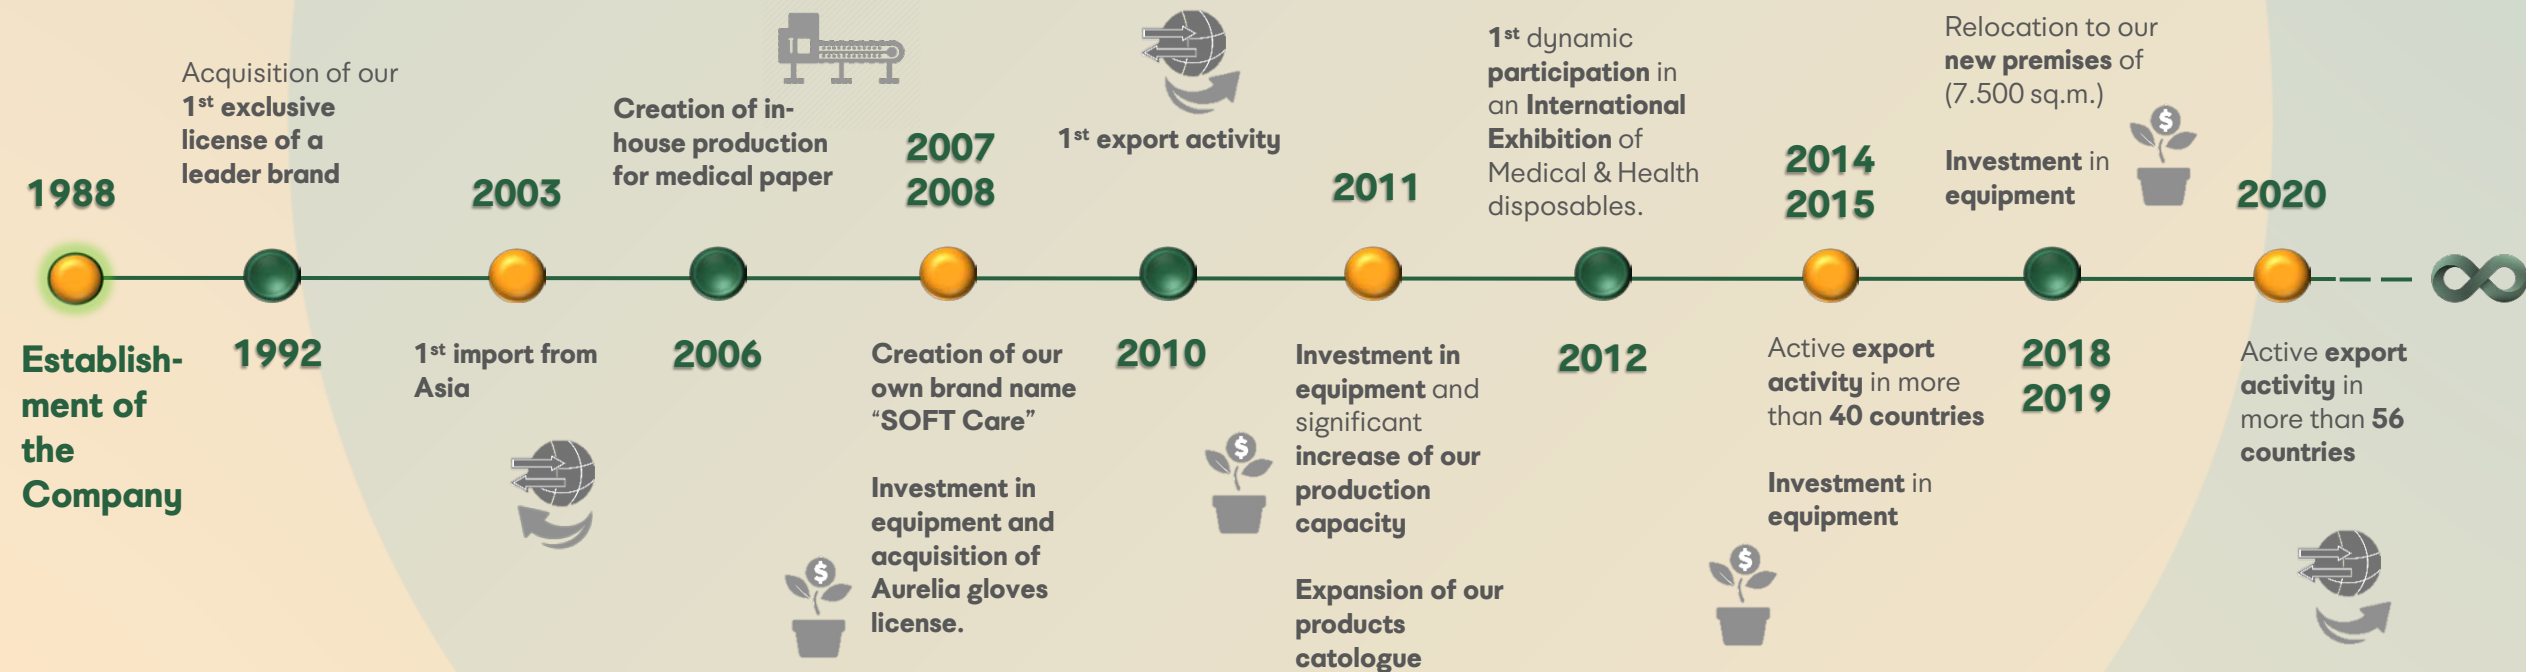 1988
Establish-
ment of
the
Company
Acquisition of our
1st exclusive
license of a
leader brand
1992
2003
1st import from
Asia
Creation of in-
house production
for medical paper
2006
2007
2008
Creation of our
own brand name
“SOFT Care”
Investment in
equipment and
acquisition of
Aurelia gloves
license.
$
1st export activity
2010
2011
Investment in
equipment and
significant
increase of our
production
capacity
Expansion of our
products
catologue
$
1st dynamic
participation in
an International
Exhibition of
Medical & Health
disposables.
2012
2014
2015
Active export
activity in more
than 40 countries
Investment in
equipment
$
Relocation to our
new premises of
(7.500 sq.m.)
Investment in
equipment
$
2018
2019
2020
Active export
activity in
more than 56
countries